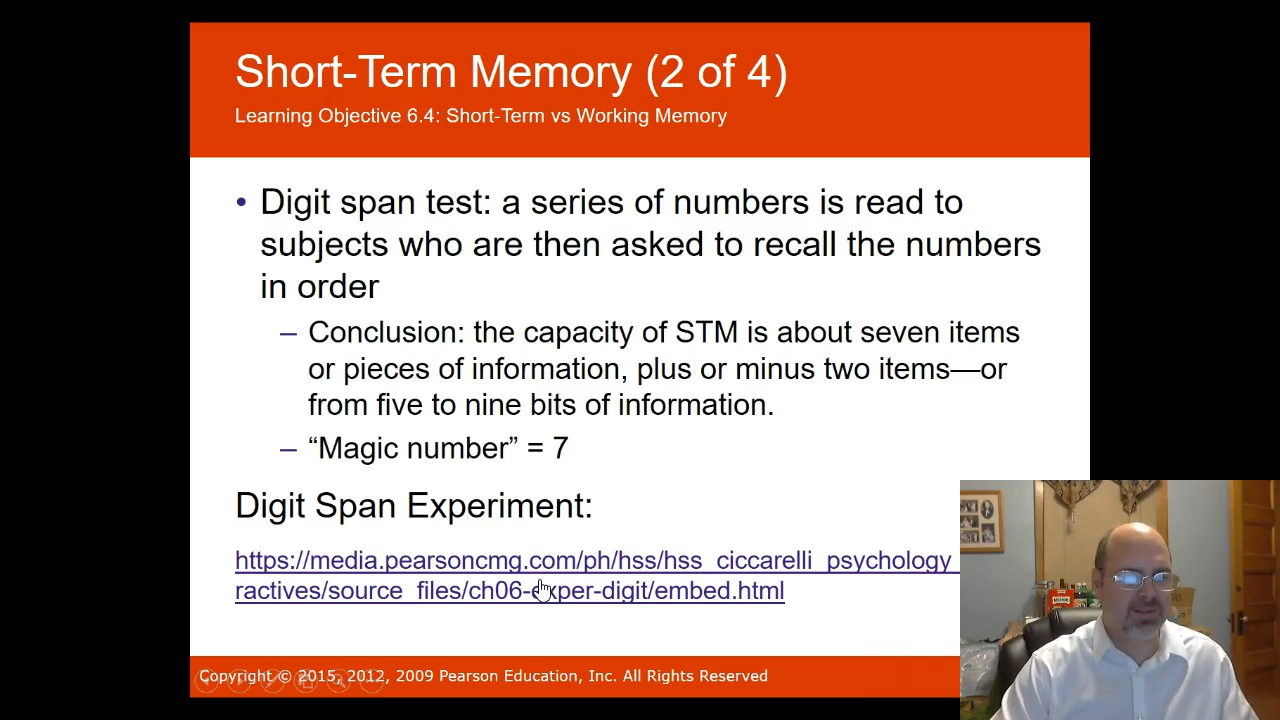 Short-Term Memory (2 of 4)
Learning Objective 6.4: Short-Term vs Working Memory
• Digit span test: a series of numbers is read to
subjects who are then asked to recall the numbers
in order
– Conclusion: the capacity of STM is about seven items
or pieces of information, plus or minus two items—or
from five to nine bits of information.
– “Magic number” = 7
Digit Span Experiment:
https://media.pearsoncmg.com/ph/hss/hss_ciccarelli_psychology_
ractives/source_files/ch06-exper-digit/embed.html
Copyright © 2015, 2012, 2009 Pearson Education, Inc. All Rights Reserved